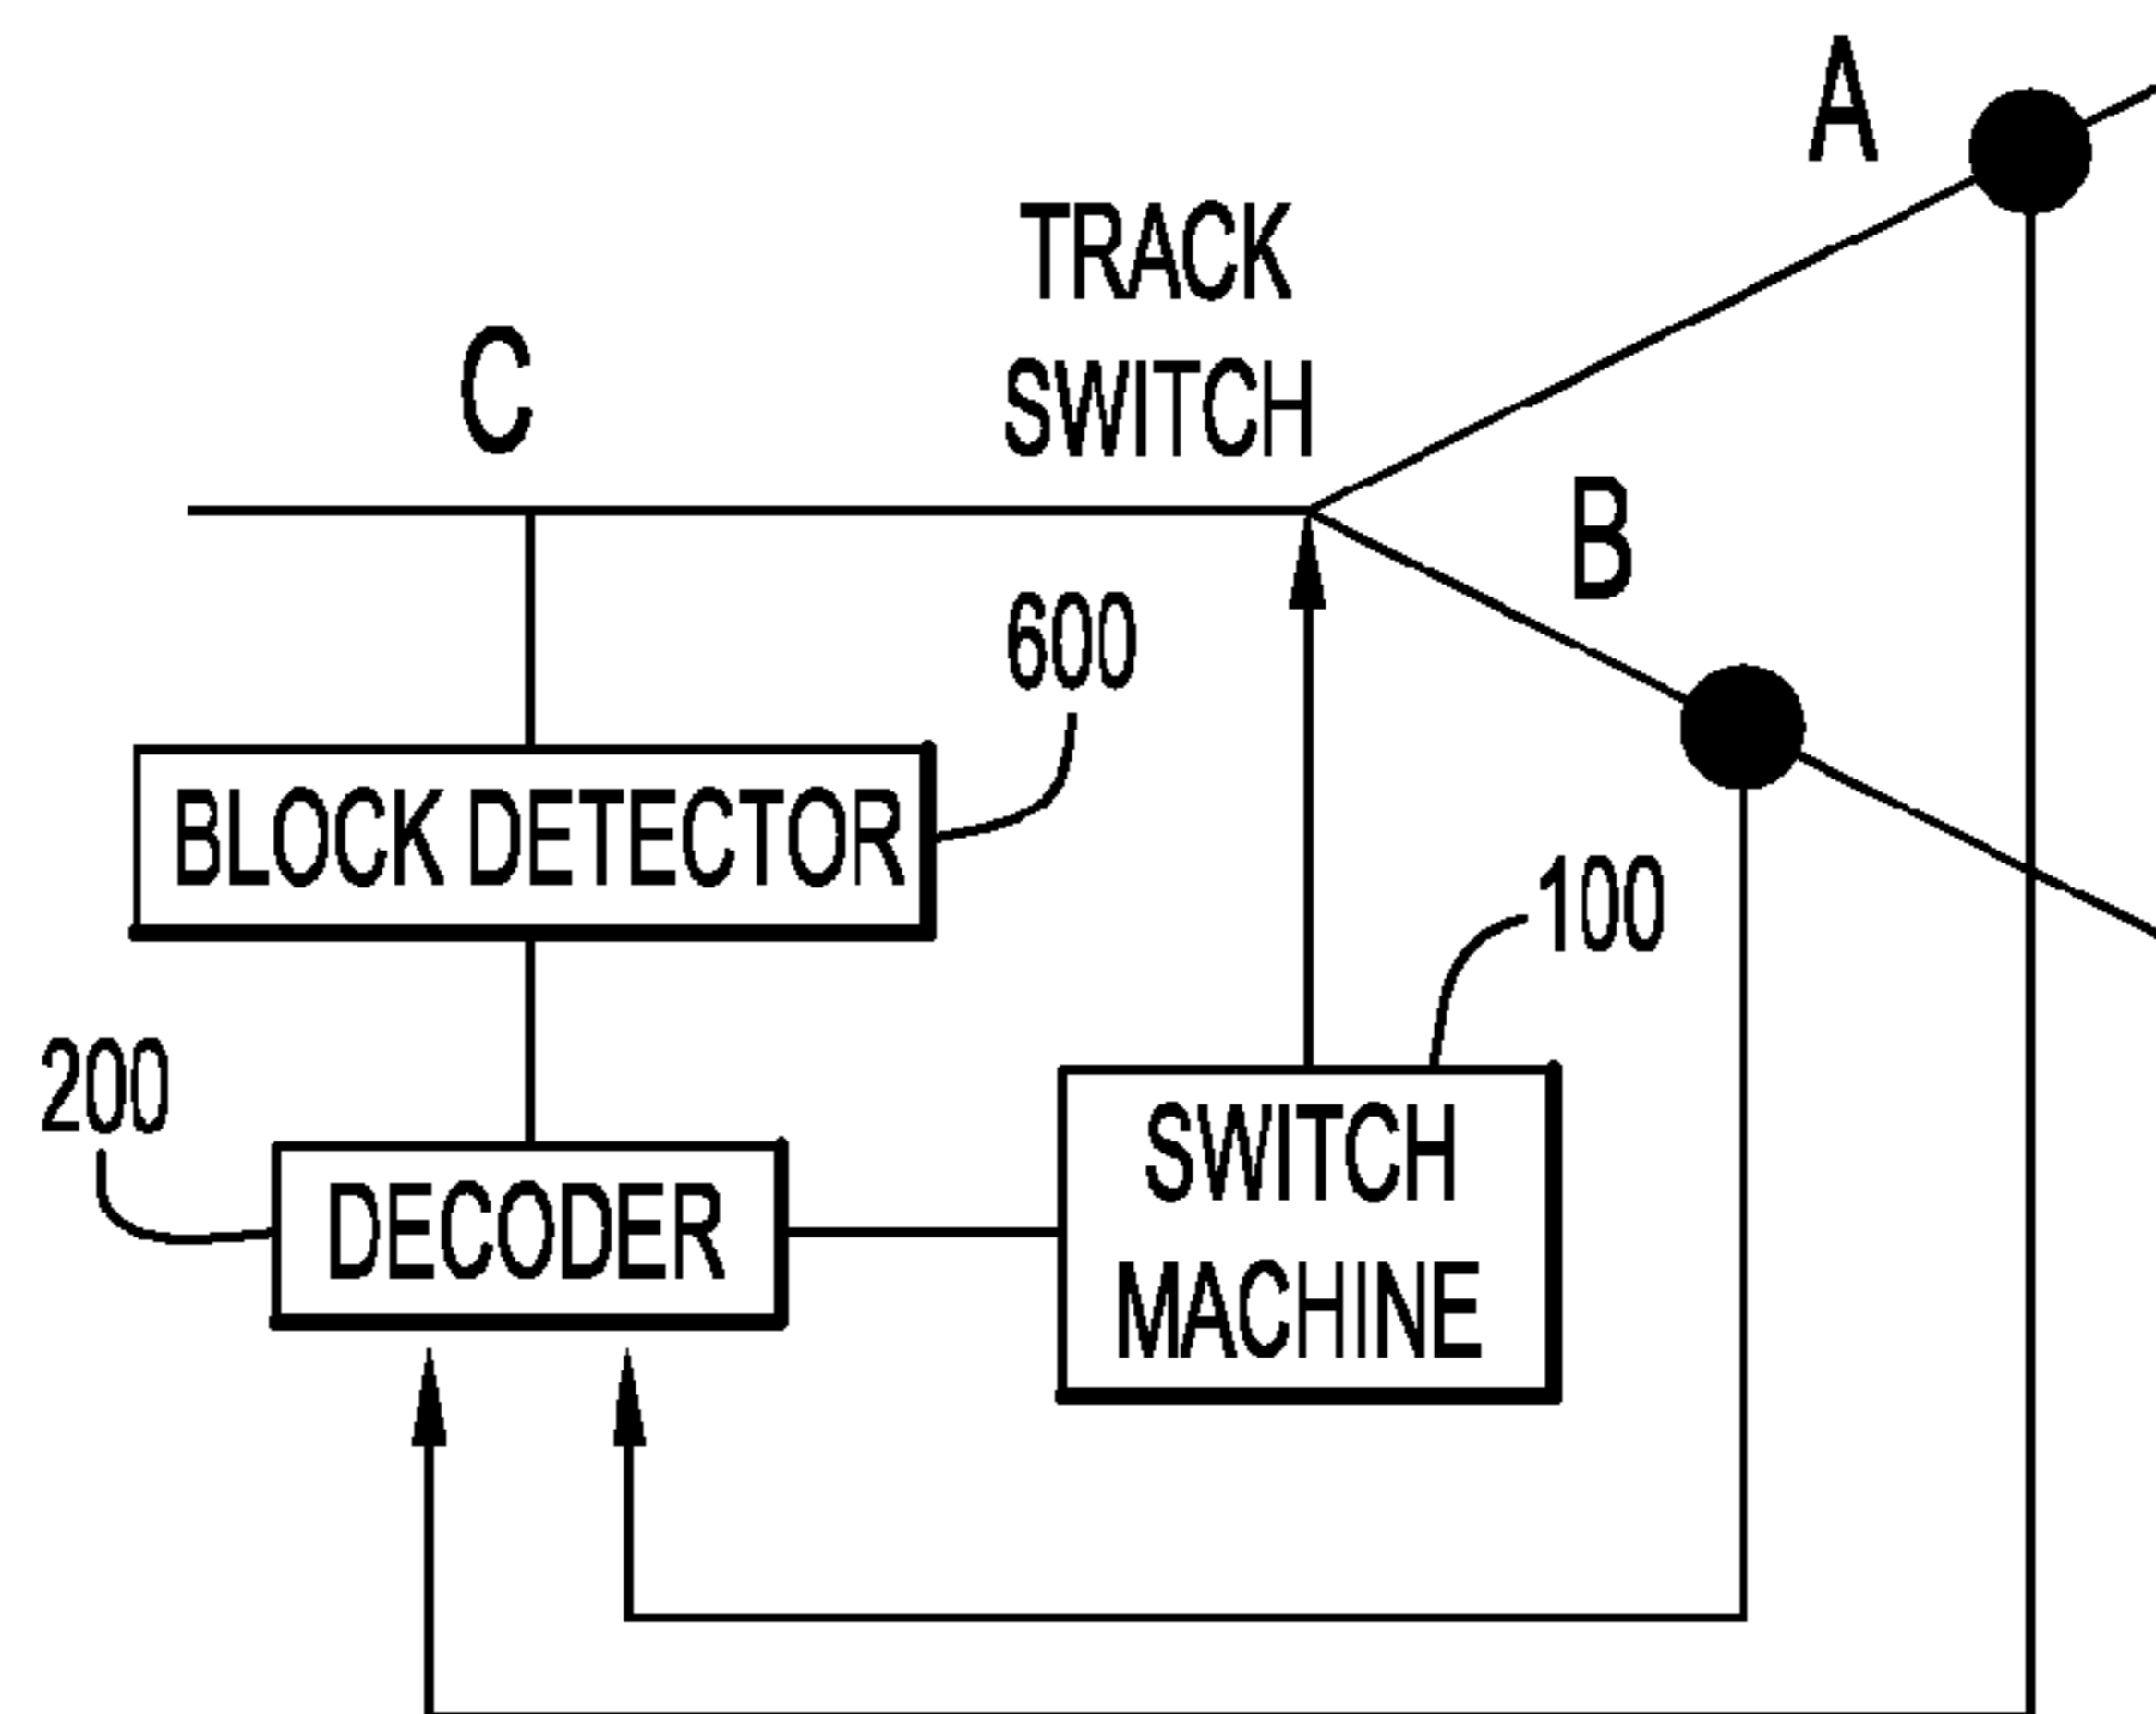 A
TRACK
SWITCH
C
B
600
BLOCK DETECTOR
100
200
SWITCH
MACHINE
DECODER